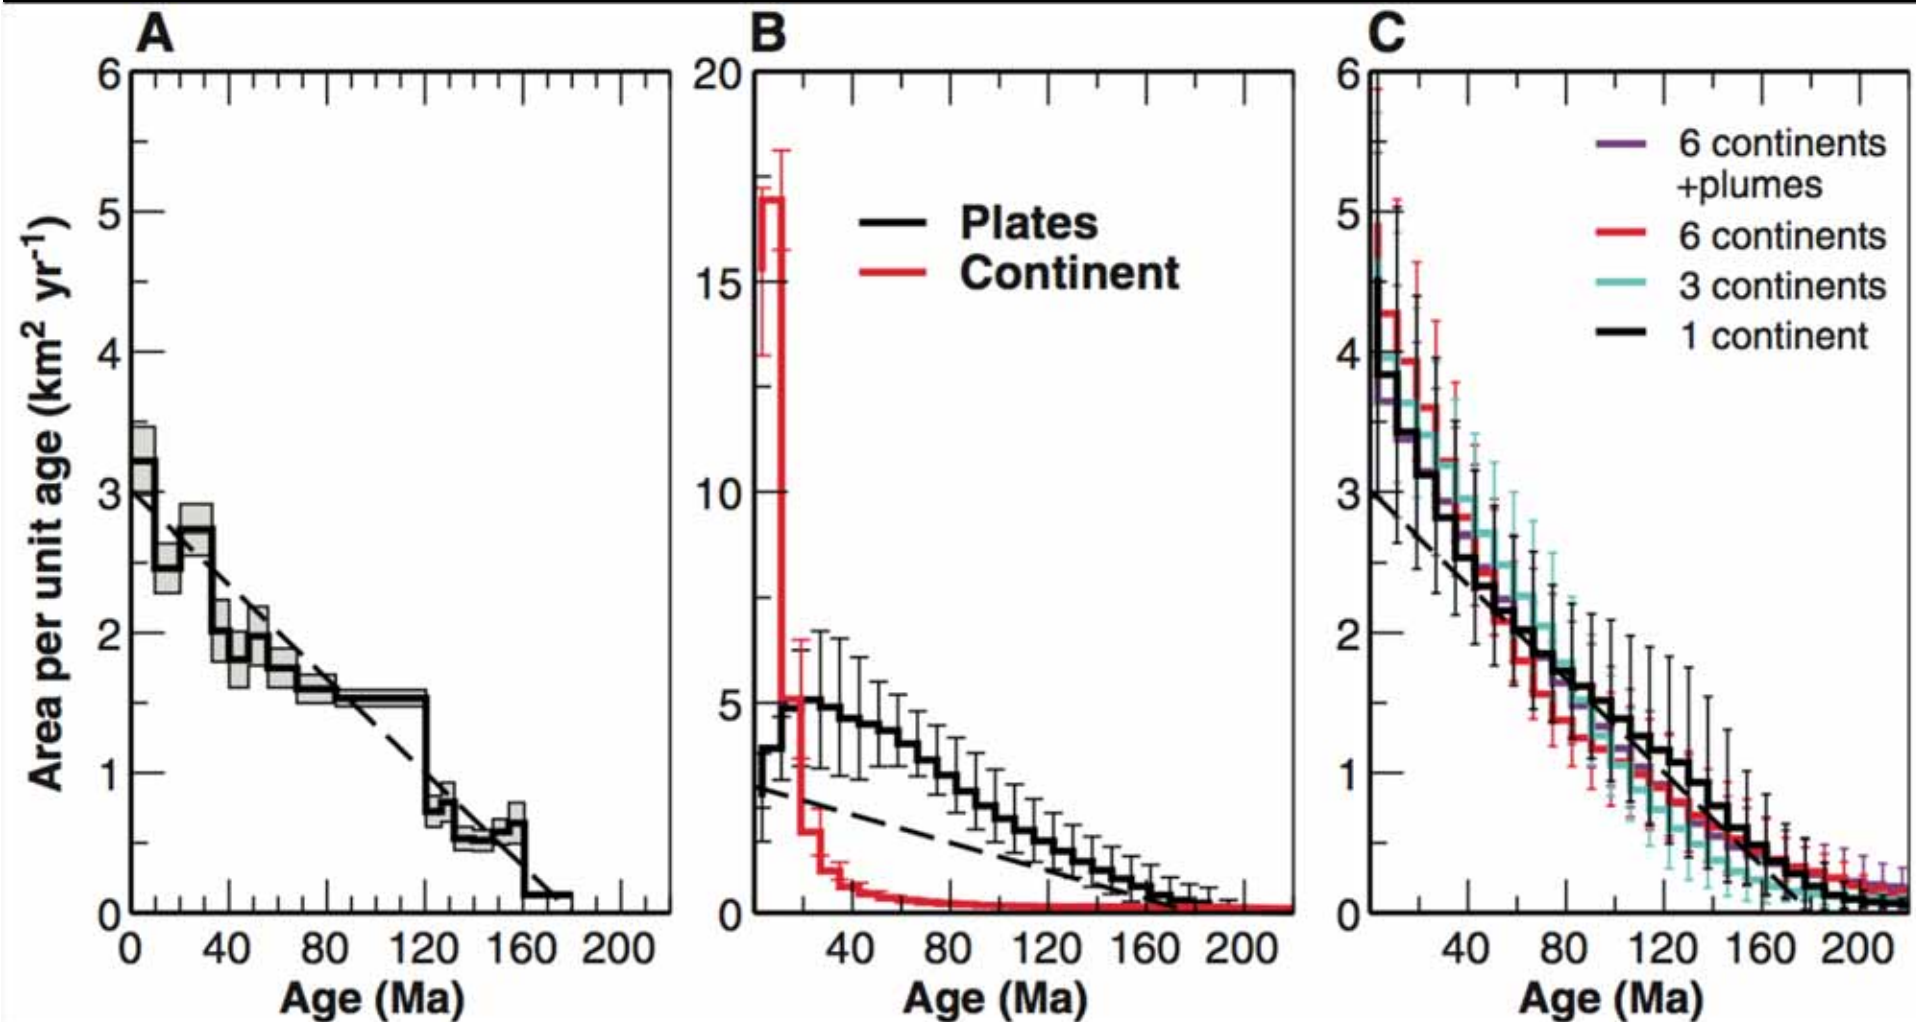 A
B
C
Area per unit age (km² yr⁻¹)
6
5
4
3
2
1
0
0 40 80 120 160 200
Age (Ma)
20
15
10
5
0
Plates
Continent
40 80 120 160 200
Age (Ma)
6
5
4
3
2
1
0
6 continents
+plumes
6 continents
3 continents
1 continent
40 80 120 160 200
Age (Ma)